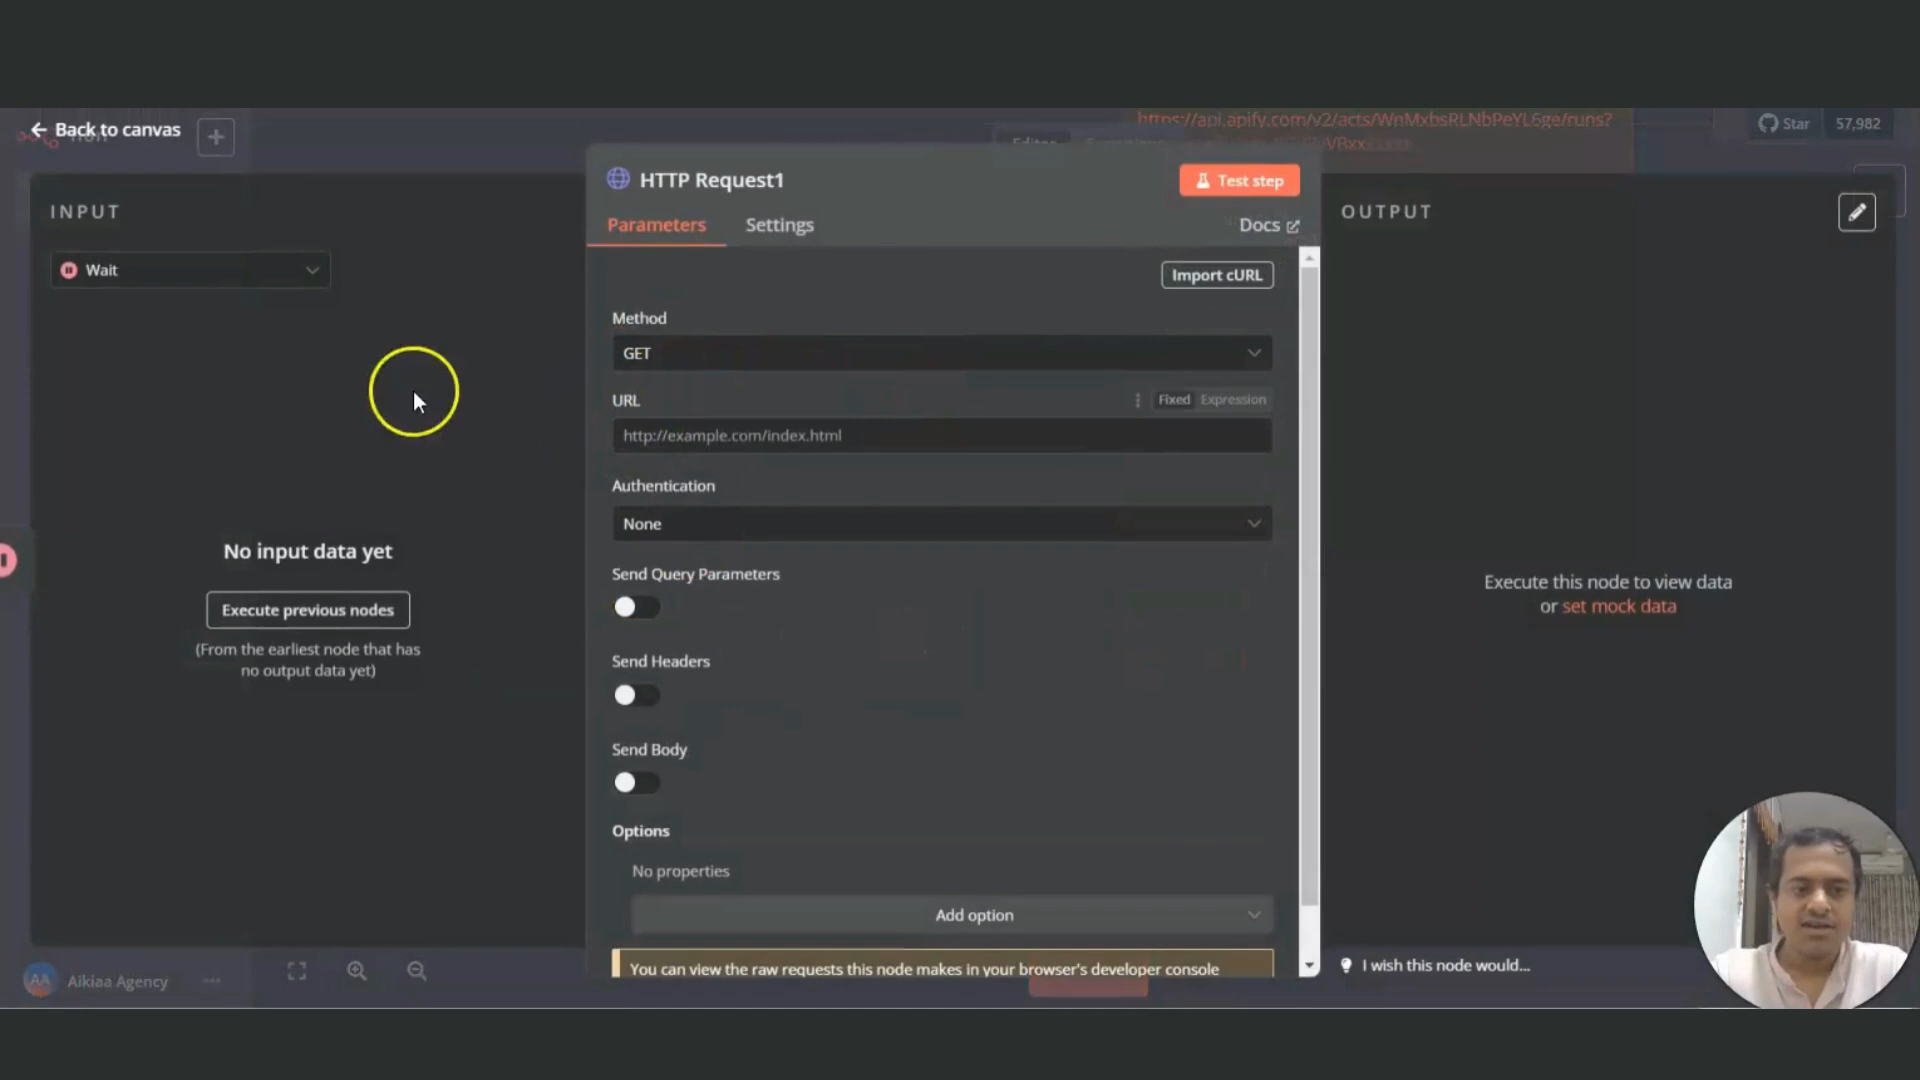 Back to canvas
https://api.apify.com/v2/acts/WnMxbsRLNbPeYL6ge/runs?
Star 57,982
Editor
HTTP Request1
Test step
INPUT
OUTPUT
Parameters Settings Docs
Wait
Import cURL
Method
GET
URL
Fixed Expression
http://example.com/index.html
Authentication
None
No input data yet
Send Query Parameters
Execute this node to view data
or set mock data
Execute previous nodes
(From the earliest node that has
no output data yet)
Send Headers
Send Body
Options
No properties
Add option
You can view the raw requests this node makes in your browser's developer console
I wish this node would...
AA
Aikiaa Agency